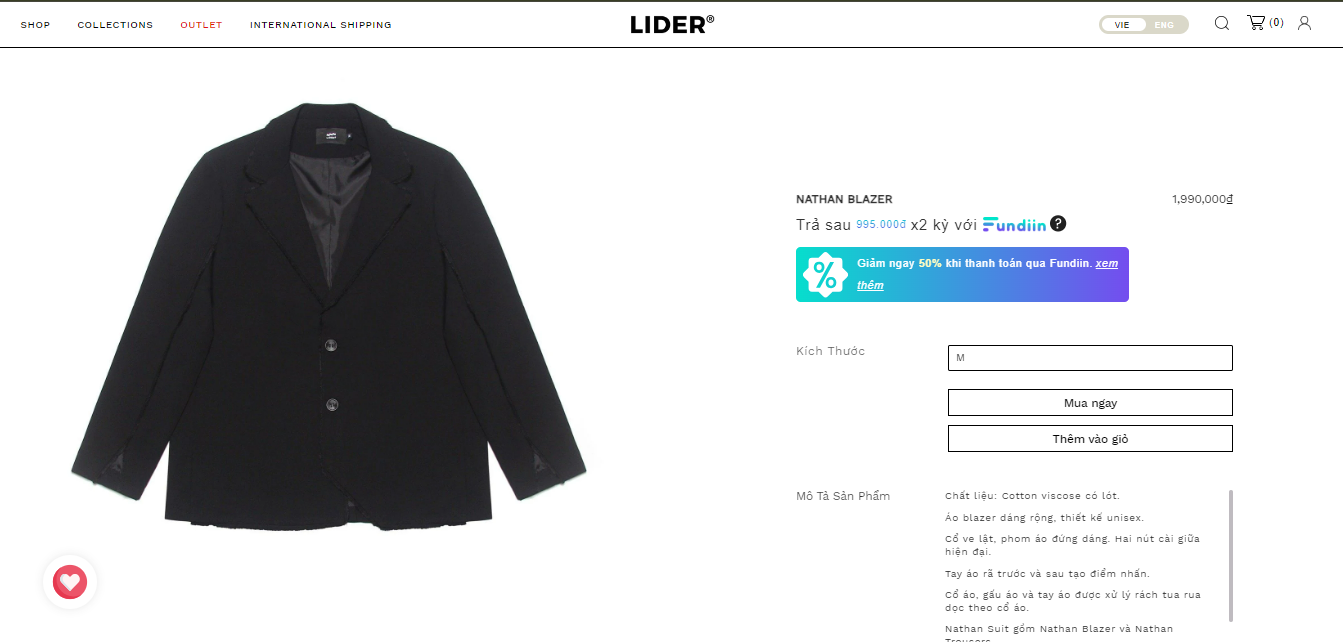 SHOP COLLECTIONS OUTLET INTERNATIONAL SHIPPING LIDER® VIE ENG (0)
NATHAN BLAZER 1,990,000₫
Trả sau 995.000đ x2 kỳ với Fundiin ?
% Giảm ngay 50% khi thanh toán qua Fundiin. xem
thêm
Kích Thước M
Mua ngay
Thêm vào giỏ
Mô Tả Sản Phẩm Chất liệu: Cotton viscose có lót.
Áo blazer dáng rộng, thiết kế unisex.
Cổ ve lật, phom áo đứng dáng. Hai nút cài giữa
hiện đại.
Tay áo rã trước và sau tạo điểm nhấn.
Cổ áo, gấu áo và tay áo được xử lý rách tua rua
dọc theo cổ áo.
Nathan Suit gồm Nathan Blazer và Nathan
Trousers